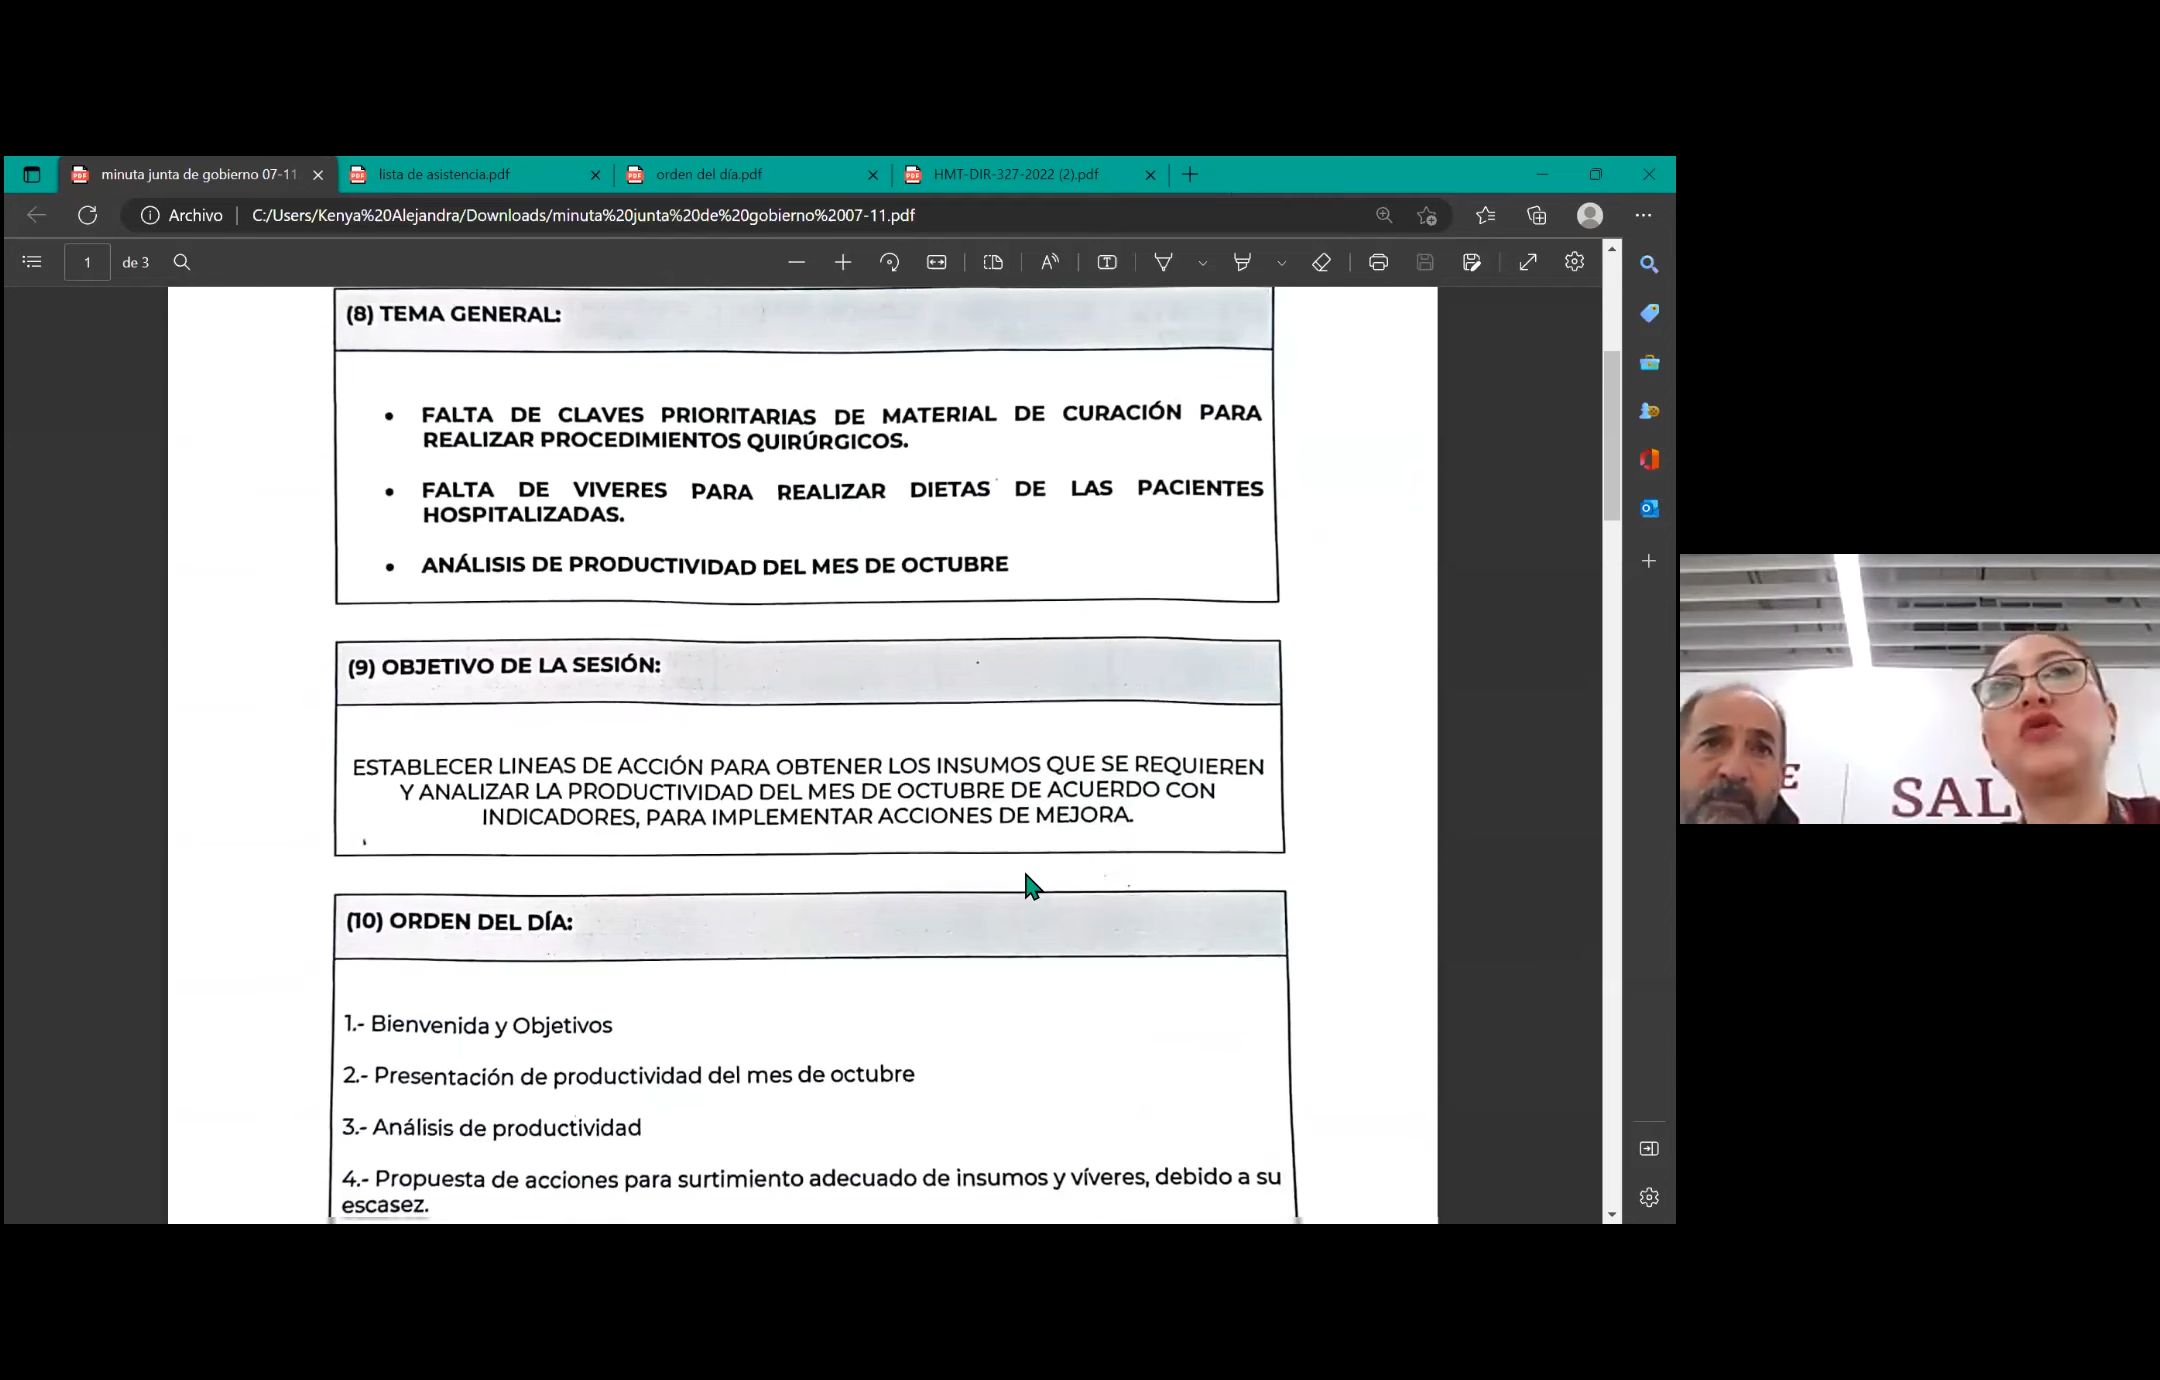 minuta junta de gobierno 07-11
lista de asistencia.pdf
orden del día.pdf
HMT-DIR-327-2022 (2).pdf
Archivo
C:/Users/Kenya%20Alejandra/Downloads/minuta%20junta%20de%20gobierno%2007-11.pdf
1 de 3
(8) TEMA GENERAL:
• FALTA DE CLAVES PRIORITARIAS DE MATERIAL DE CURACIÓN PARA
REALIZAR PROCEDIMIENTOS QUIRÚRGICOS.
• FALTA DE VIVERES PARA REALIZAR DIETAS DE LAS PACIENTES
HOSPITALIZADAS.
• ANÁLISIS DE PRODUCTIVIDAD DEL MES DE OCTUBRE
(9) OBJETIVO DE LA SESIÓN:
ESTABLECER LINEAS DE ACCIÓN PARA OBTENER LOS INSUMOS QUE SE REQUIEREN
Y ANALIZAR LA PRODUCTIVIDAD DEL MES DE OCTUBRE DE ACUERDO CON
INDICADORES, PARA IMPLEMENTAR ACCIONES DE MEJORA.
(10) ORDEN DEL DÍA:
1.- Bienvenida y Objetivos
2.- Presentación de productividad del mes de octubre
3.- Análisis de productividad
4.- Propuesta de acciones para surtimiento adecuado de insumos y víveres, debido a su
escasez.
SAL